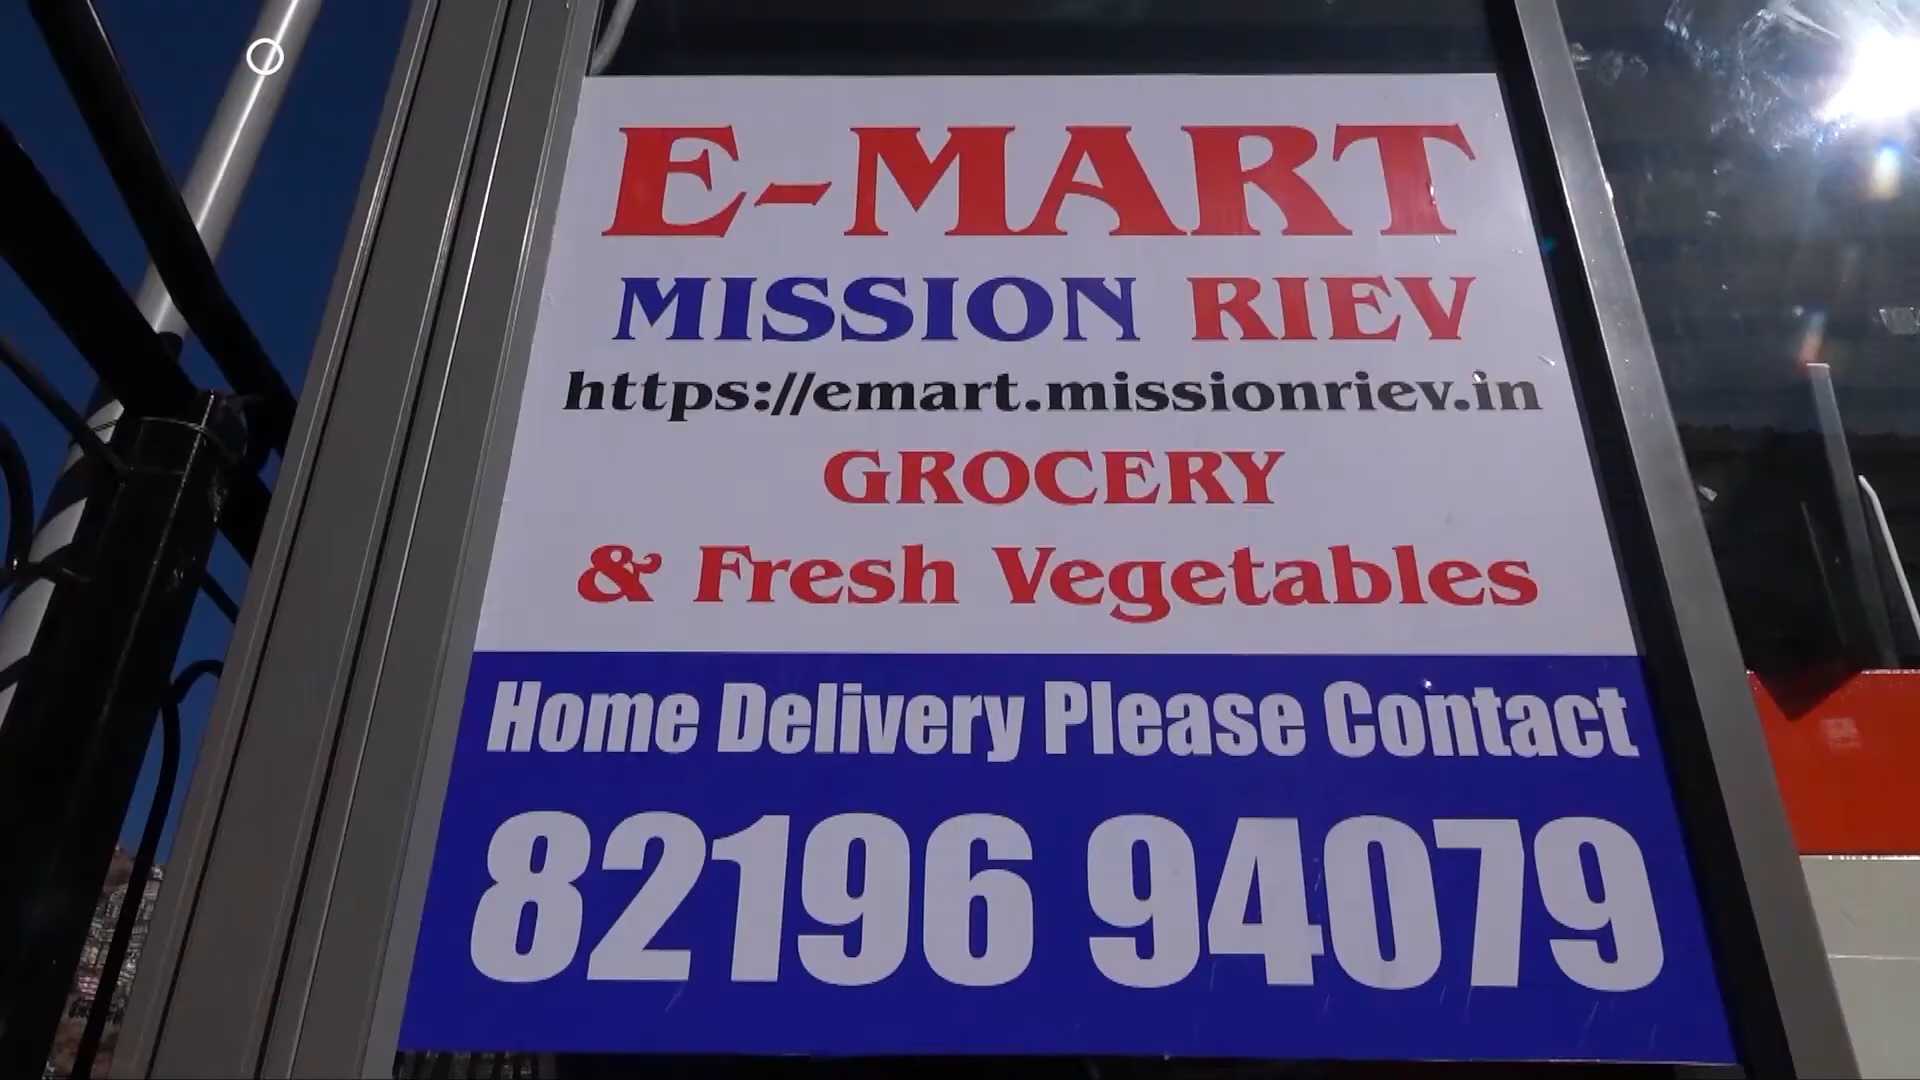 E-MART
MISSION RIEV
https://emart.missionriev.in
GROCERY
& Fresh Vegetables
Home Delivery Please Contact
82196 94079